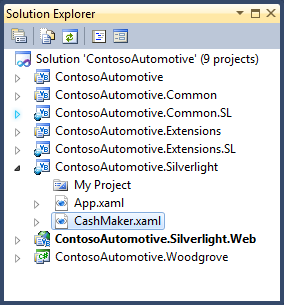 Solution Explorer
Solution 'ContosoAutomotive' (9 projects)
ContosoAutomotive
ContosoAutomotive.Common
ContosoAutomotive.Common.SL
ContosoAutomotive.Extensions
ContosoAutomotive.Extensions.SL
ContosoAutomotive.Silverlight
My Project
App.xaml
CashMaker.xaml
ContosoAutomotive.Silverlight.Web
ContosoAutomotive.Woodgrove